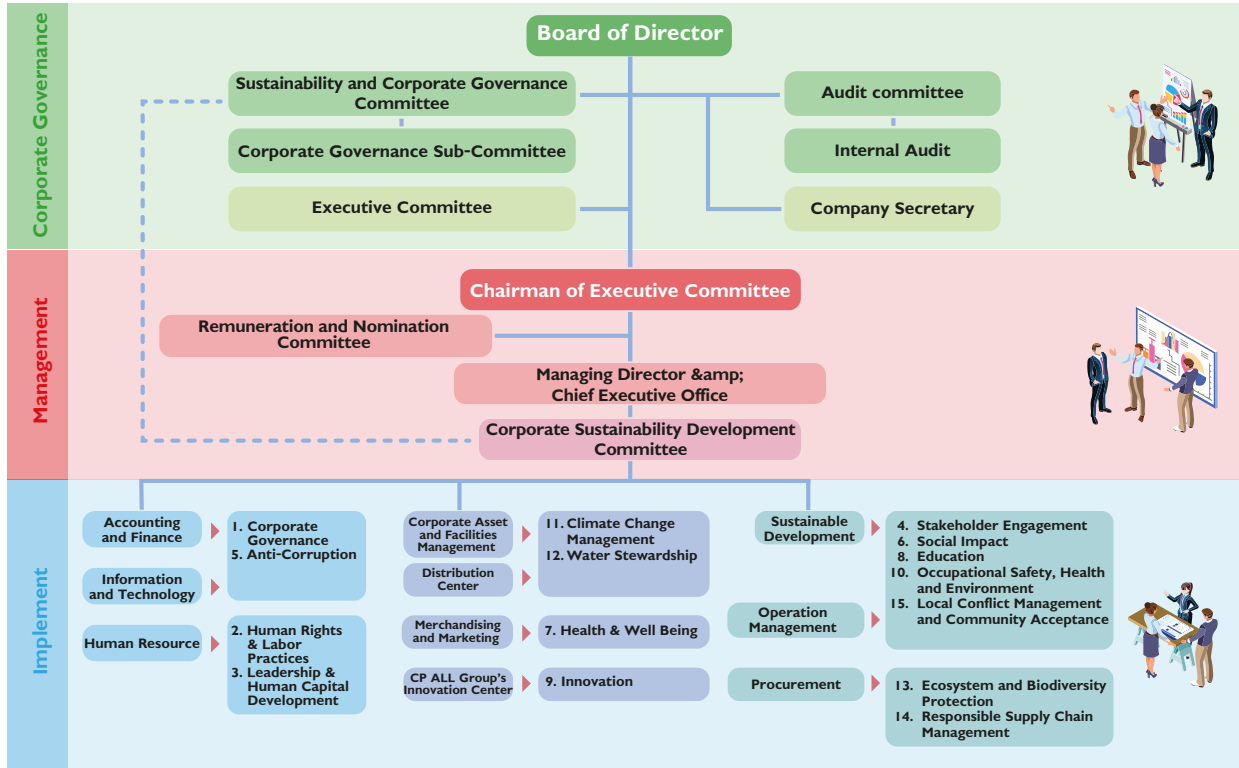 Corporate Governance
Board of Director
Sustainability and Corporate Governance
Committee
Audit committee
Corporate Governance Sub-Committee
Internal Audit
Executive Committee
Company Secretary
Management
Chairman of Executive Committee
Remuneration and Nomination
Committee
Managing Director &amp;
Chief Executive Office
Corporate Sustainability Development
Committee
Implement
Accounting
and Finance
1. Corporate
Governance
5. Anti-Corruption
Information
and Technology
Human Resource
2. Human Rights
& Labor
Practices
3. Leadership &
Human Capital
Development
Corporate Asset
and Facilities
Management
Distribution
Center
11. Climate Change
Management
12. Water Stewardship
Merchandising
and Marketing
7. Health & Well Being
CP ALL Group's
Innovation Center
9. Innovation
Sustainable
Development
4. Stakeholder Engagement
6. Social Impact
8. Education
10. Occupational Safety, Health
and Environment
15. Local Conflict Management
and Community Acceptance
Operation
Management
Procurement
13. Ecosystem and Biodiversity
Protection
14. Responsible Supply Chain
Management